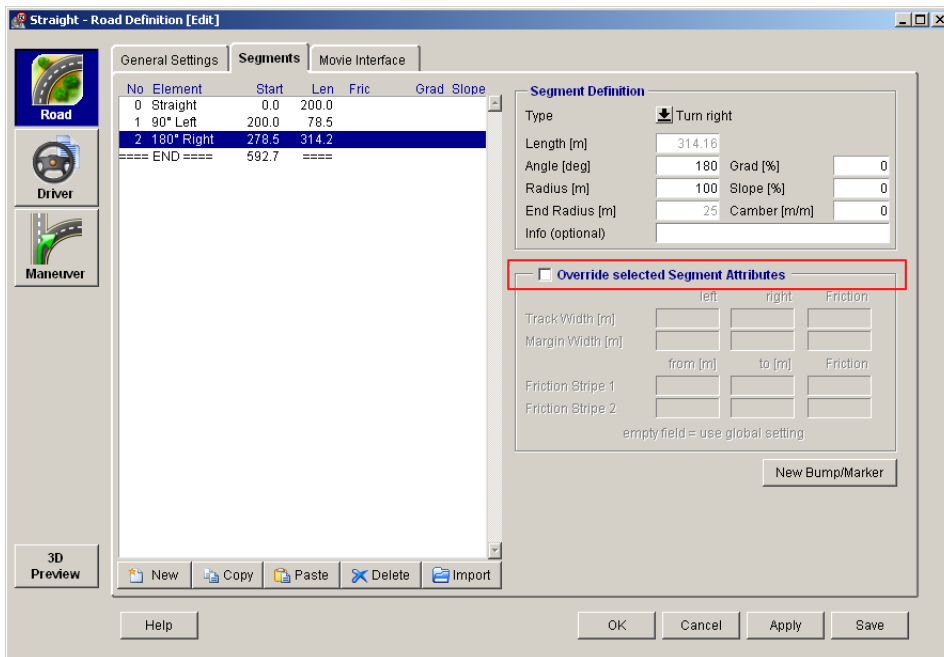 Straight - Road Definition [Edit]
General Settings Segments Movie Interface
Road
Driver
Maneuver
3D
Preview
No Element Start Len Fric Grad Slope
0 Straight 0.0 200.0
1 90° Left 200.0 78.5
2 180° Right 278.5 314.2
==== END ==== 592.7 ====
New Copy Paste Delete Import
Segment Definition
Type Turn right
Length [m] 314.16
Angle [deg] 180 Grad [%] 0
Radius [m] 100 Slope [%] 0
End Radius [m] 25 Camber [m/m] 0
Info (optional)
Override selected Segment Attributes
left right Friction
Track Width [m]
Margin Width [m]
from [m] to [m] Friction
Friction Stripe 1
Friction Stripe 2
empty field = use global setting
New Bump/Marker
Help OK Cancel Apply Save